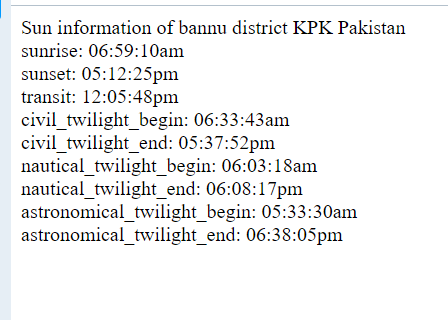 Sun information of bannu district KPK Pakistan
sunrise: 06:59:10am
sunset: 05:12:25pm
transit: 12:05:48pm
civil_twilight_begin: 06:33:43am
civil_twilight_end: 05:37:52pm
nautical_twilight_begin: 06:03:18am
nautical_twilight_end: 06:08:17pm
astronomical_twilight_begin: 05:33:30am
astronomical_twilight_end: 06:38:05pm